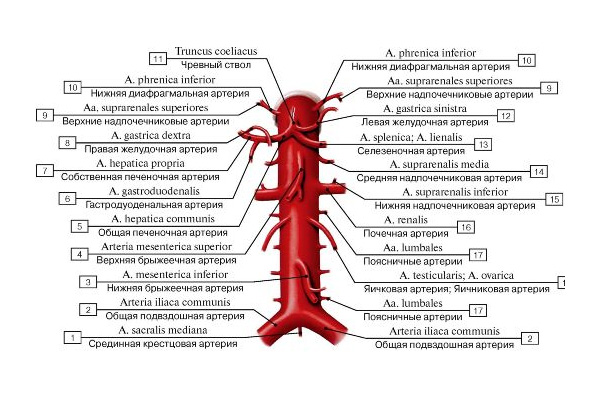 11 Truncus coeliacus
Чревный ствол
10 A. phrenica inferior
Нижняя диафрагмальная артерия
9 Aa. suprarenales superiores
Верхние надпочечниковые артерии
8 A. gastrica dextra
Правая желудочная артерия
7 A. hepatica propria
Собственная печеночная артерия
6 A. gastroduodenalis
Гастродуоденальная артерия
5 A. hepatica communis
Общая печеночная артерия
4 Arteria mesenterica superior
Верхняя брыжеечная артерия
3 A. mesenterica inferior
Нижняя брыжеечная артерия
2 Arteria iliaca communis
Общая подвздошная артерия
1 A. sacralis mediana
Срединная крестцовая артерия
A. phrenica inferior 10
Нижняя диафрагмальная артерия
Aa. suprarenales superiores 9
Верхние надпочечниковые артерии
A. gastrica sinistra 12
Левая желудочная артерия
A. splenica; A. lienalis 13
Селезеночная артерия
A. suprarenalis media 14
Средняя надпочечниковая артерия
A. suprarenalis inferior 15
Нижняя надпочечниковая артерия
A. renalis 16
Почечная артерия
Aa. lumbales 17
Поясничные артерии
A. testicularis; A. ovarica
Яичковая артерия; Яичниковая артерия
Aa. lumbales 17
Поясничные артерии
Arteria iliaca communis 2
Общая подвздошная артерия